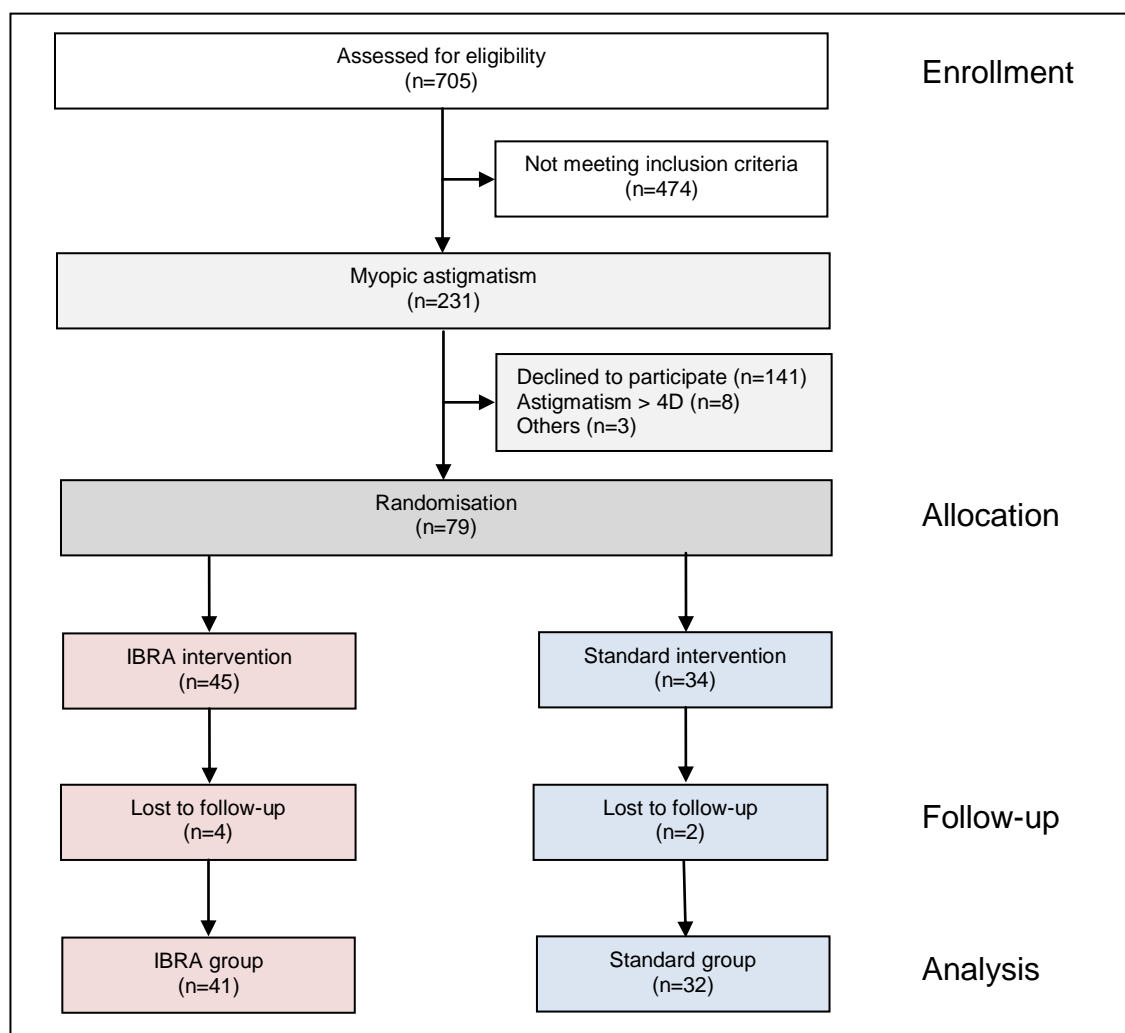 Assessed for eligibility
(n=705)
Enrollment
Not meeting inclusion criteria
(n=474)
Myopic astigmatism
(n=231)
Declined to participate (n=141)
Astigmatism > 4D (n=8)
Others (n=3)
Randomisation
(n=79)
Allocation
IBRA intervention
(n=45)
Standard intervention
(n=34)
Lost to follow-up
(n=4)
Lost to follow-up
(n=2)
Follow-up
IBRA group
(n=41)
Standard group
(n=32)
Analysis